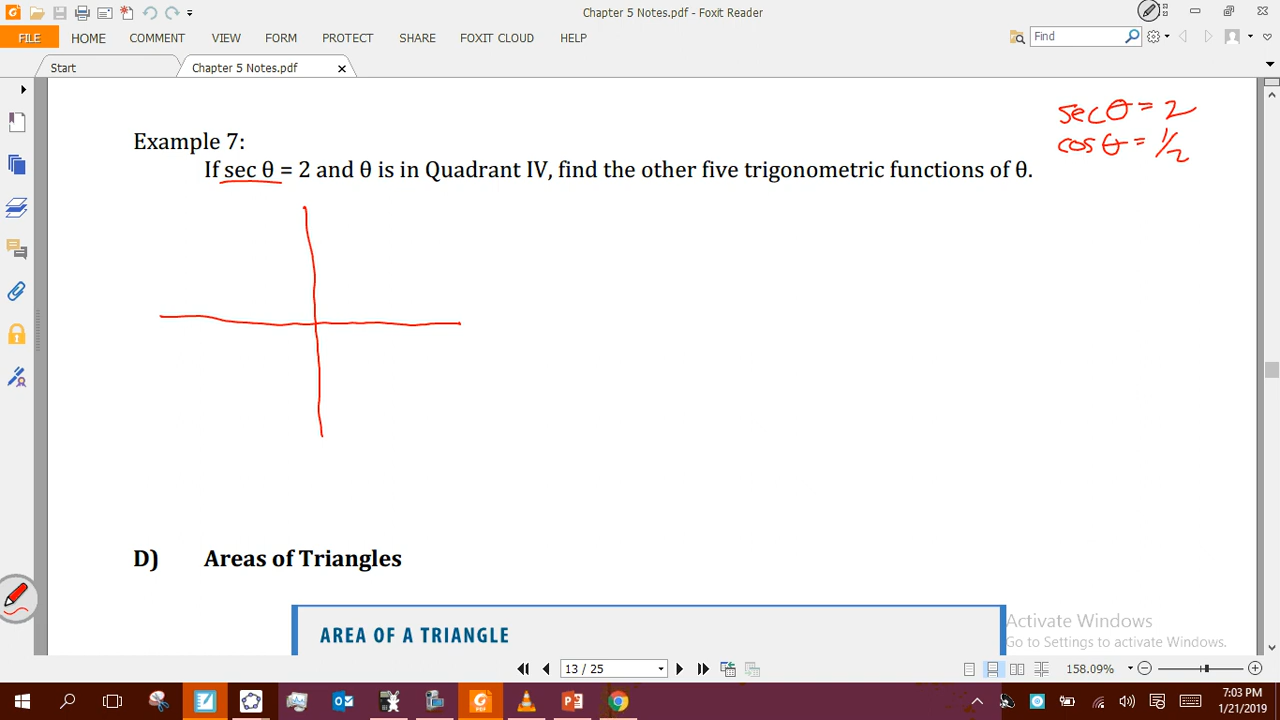 Chapter 5 Notes.pdf - Foxit Reader
FILE HOME COMMENT VIEW FORM PROTECT SHARE FOXIT CLOUD HELP
Find
Start Chapter 5 Notes.pdf
sec θ = 2
cos θ = 1/2
Example 7:
If sec θ = 2 and θ is in Quadrant IV, find the other five trigonometric functions of θ.
D) Areas of Triangles
AREA OF A TRIANGLE
Activate Windows
Go to Settings to activate Windows.
13 / 25
158.09%
7:03 PM
1/21/2019